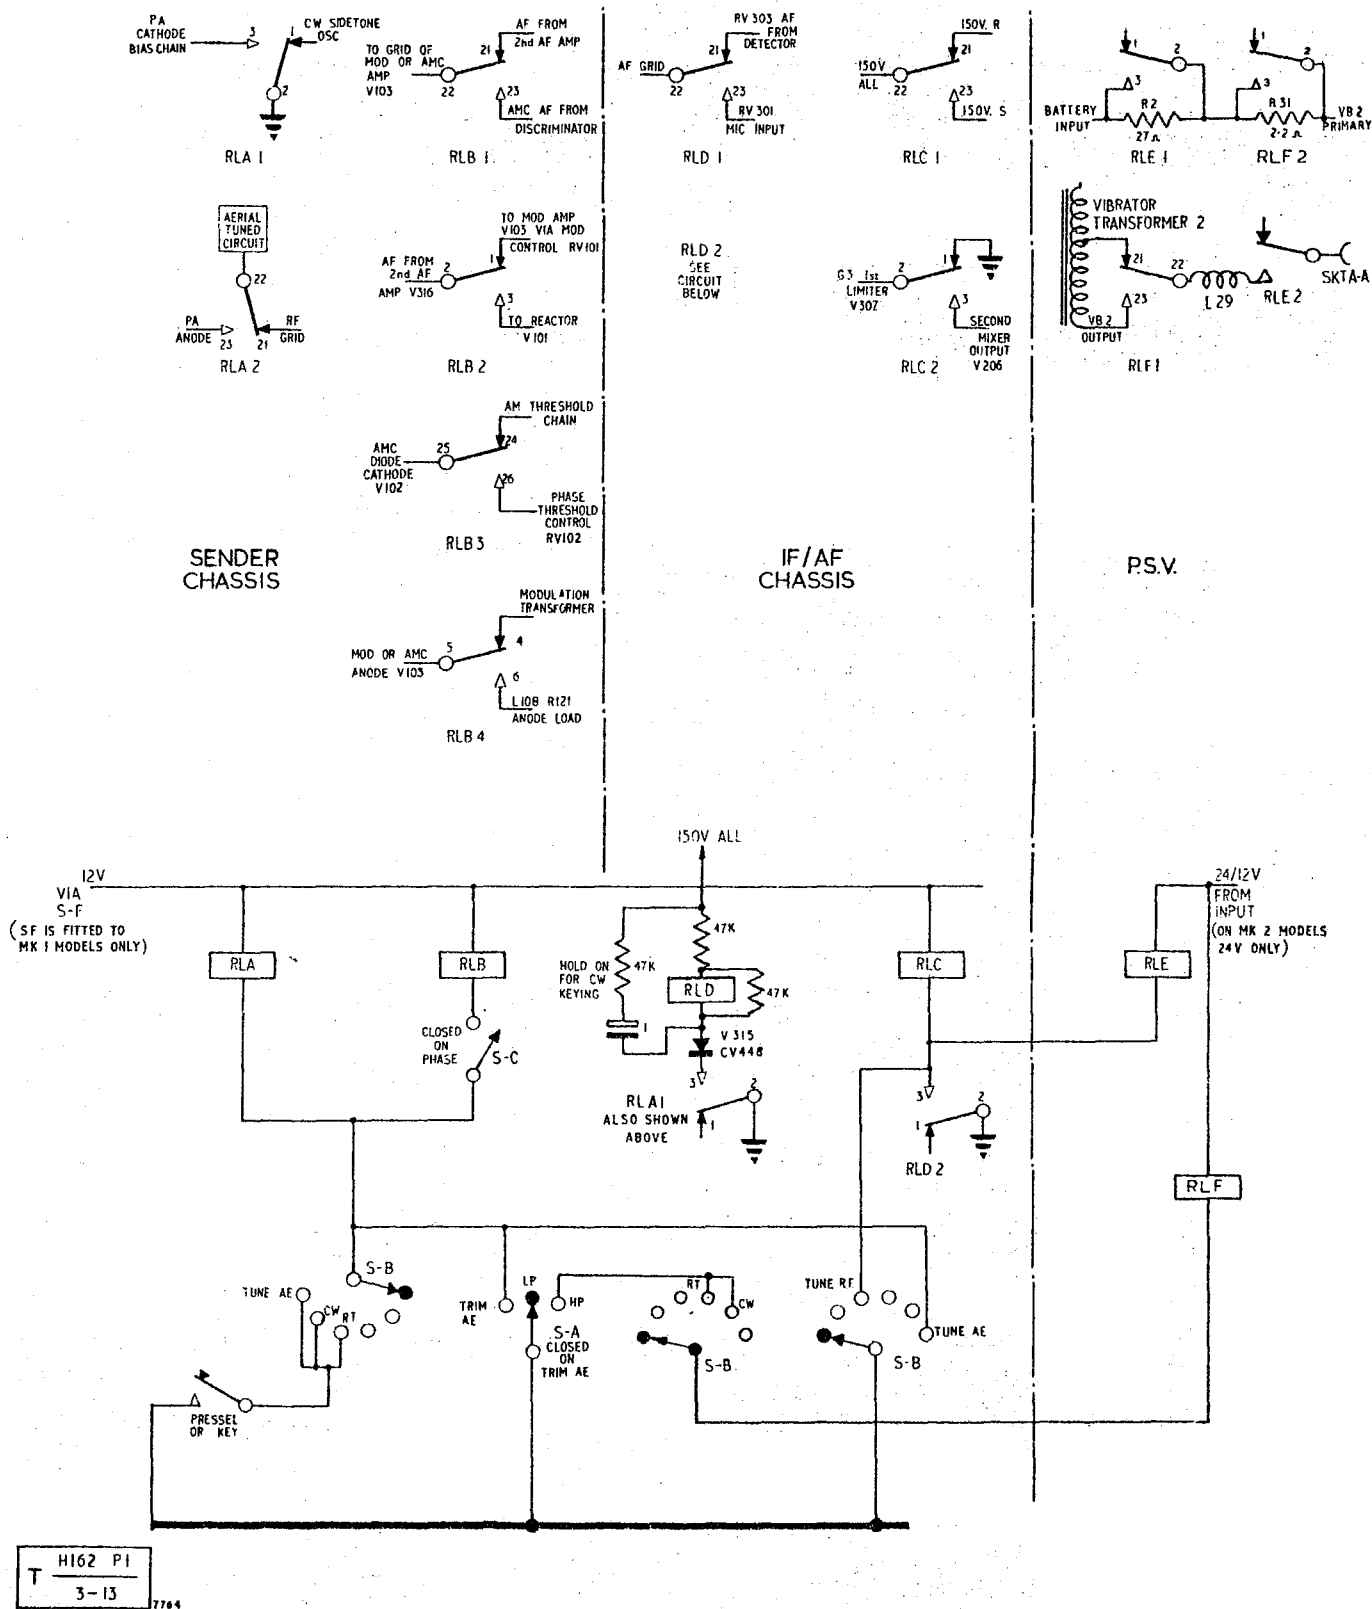 PA
CATHODE
BIAS CHAIN
3
1
CW SIDETONE
OSC
2
RLA 1
AF FROM
2nd AF AMP
TO GRID OF
MOD OR AMC
AMP
V103
21
22
23
AMC AF FROM
DISCRIMINATOR
RLB 1
RV 303 AF
FROM
DETECTOR
21
AF GRID
22
23
RV 301
MIC INPUT
RLD 1
150V. R
21
150V
ALL
22
23
150V. S
RLC 1
1
2
3
BATTERY
INPUT
R2
27Ω
RLE 1
1
2
3
R31
2·2 Ω
VB 2
PRIMARY
RLF 2
AERIAL
TUNED
CIRCUIT
22
PA
ANODE
23
21
RF
GRID
RLA 2
TO MOD AMP
V103 VIA MOD
CONTROL RV101
AF FROM
2nd AF
AMP V316
2
1
3
TO REACTOR
V101
RLB 2
RLD 2
SEE
CIRCUIT
BELOW
G3 1st
LIMITER
V307
2
1
3
SECOND
MIXER
OUTPUT
V206
RLC 2
VIBRATOR
TRANSFORMER 2
21
22
23
VB2
OUTPUT
L29
RLE 2
SKTA-A
RLF1
AM THRESHOLD
CHAIN
AMC
DIODE
CATHODE
V102
25
24
26
PHASE
THRESHOLD
CONTROL
RV102
RLB 3
SENDER
CHASSIS
IF/AF
CHASSIS
P.S.V.
MODULATION
TRANSFORMER
MOD OR AMC
ANODE V103
5
4
6
L108 R121
ANODE LOAD
RLB 4
150V ALL
12V
VIA
S-F
(SF IS FITTED TO
MK 1 MODELS ONLY)
24/12V
FROM
INPUT
(ON MK 2 MODELS
24V ONLY)
RLA
RLB
HOLD ON
FOR CW
KEYING
47K
47K
RLD
47K
RLC
RLE
CLOSED
ON
PHASE
S-C
1
V 315
CV448
3
2
1
RLA1
ALSO SHOWN
ABOVE
3
2
1
RLD 2
RLF
S-B
TUNE AE
CW
RT
TRIM
AE
LP
HP
S-A
CLOSED
ON
TRIM AE
RT
CW
S-B
TUNE RF
TUNE AE
S-B
PRESSEL
OR KEY
T H162 P1
3-13
7764